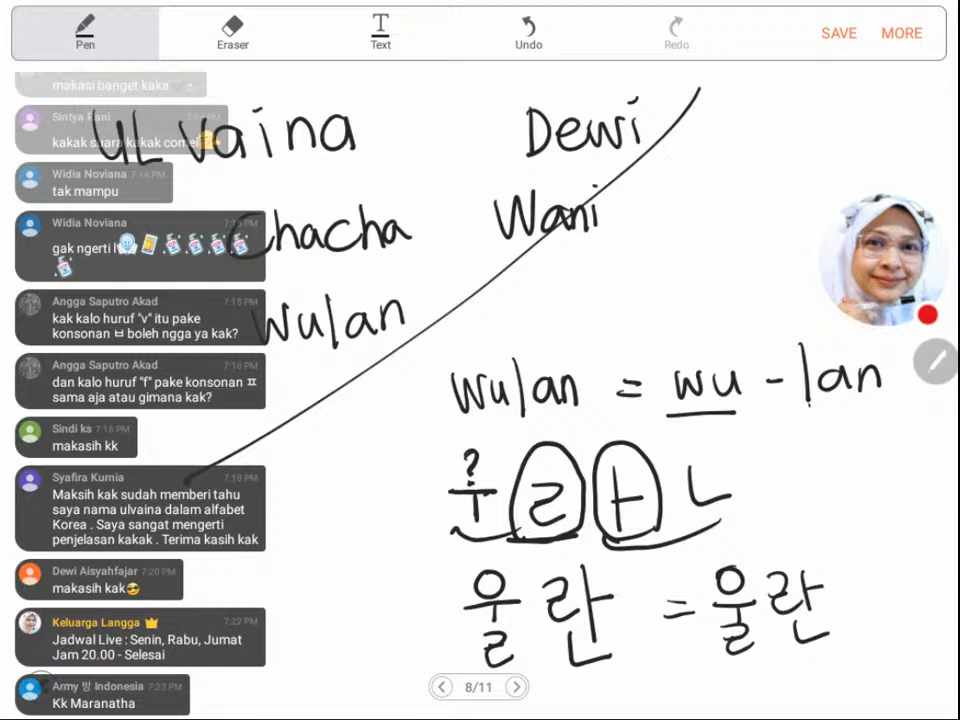 Pen Eraser Text Undo Redo SAVE MORE
makasi banget kaka
Sintya Rani
kakak suara kakak comel
Widia Noviana 7:14 PM
tak mampu
Widia Noviana 7:15 PM
gak ngerti
Angga Saputro Akad 7:15 PM
kak kalo huruf "v" itu pake
konsonan ㅂ boleh ngga ya kak?
Angga Saputro Akad 7:16 PM
dan kalo huruf "f" pake konsonan ㅍ
sama aja atau gimana kak?
Sindi ks 7:16 PM
makasih kk
Syafira Kurnia 7:18 PM
Maksih kak sudah memberi tahu
saya nama ulvaina dalam alfabet
Korea . Saya sangat mengerti
penjelasan kakak . Terima kasih kak
Dewi Aisyahfajar 7:20 PM
makasih kak
Keluarga Langga 7:22 PM
Jadwal Live : Senin, Rabu, Jumat
Jam 20.00 - Selesai
Army 방 Indonesia 7:23 PM
Kk Maranatha
ULvaina Dewi
Chacha Wani
Wulan
wulan = wu - lan
?
ㅜ ㄹ ㅏ ㄴ
울 란 = 울란
8/11